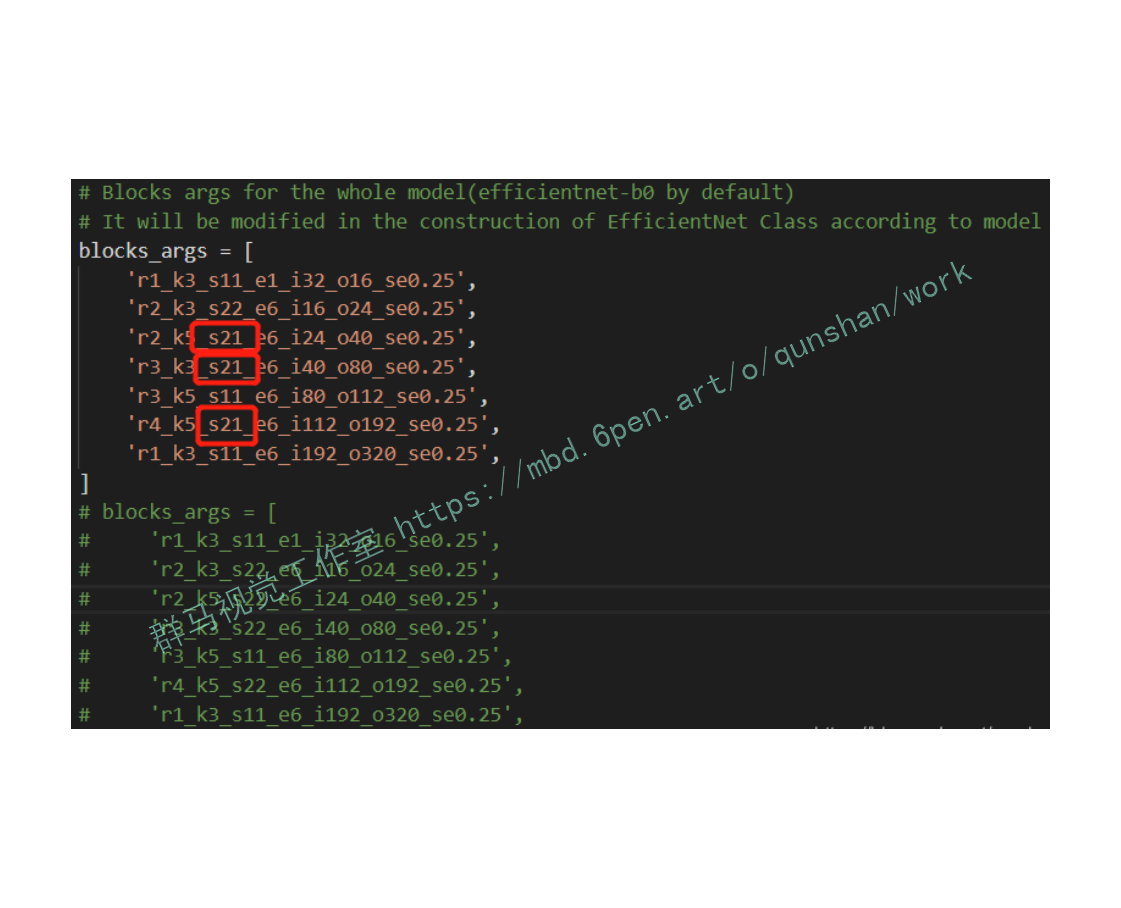 # Blocks args for the whole model(efficientnet-b0 by default)
# It will be modified in the construction of EfficientNet Class according to model
blocks_args = [
    'r1_k3_s11_e1_i32_o16_se0.25',
    'r2_k3_s22_e6_i16_o24_se0.25',
    'r2_k5_s21_e6_i24_o40_se0.25',
    'r3_k3_s21_e6_i40_o80_se0.25',
    'r3_k5_s11_e6_i80_o112_se0.25',
    'r4_k5_s21_e6_i112_o192_se0.25',
    'r1_k3_s11_e6_i192_o320_se0.25',
]
# blocks_args = [
#     'r1_k3_s11_e1_i32_o16_se0.25',
#     'r2_k3_s22_e6_i16_o24_se0.25',
#     'r2_k5_s22_e6_i24_o40_se0.25',
#     'r3_k3_s22_e6_i40_o80_se0.25',
#     'r3_k5_s11_e6_i80_o112_se0.25',
#     'r4_k5_s22_e6_i112_o192_se0.25',
#     'r1_k3_s11_e6_i192_o320_se0.25',
群马视觉工作室 https://mbd.6pen.art/o/qunshan/work